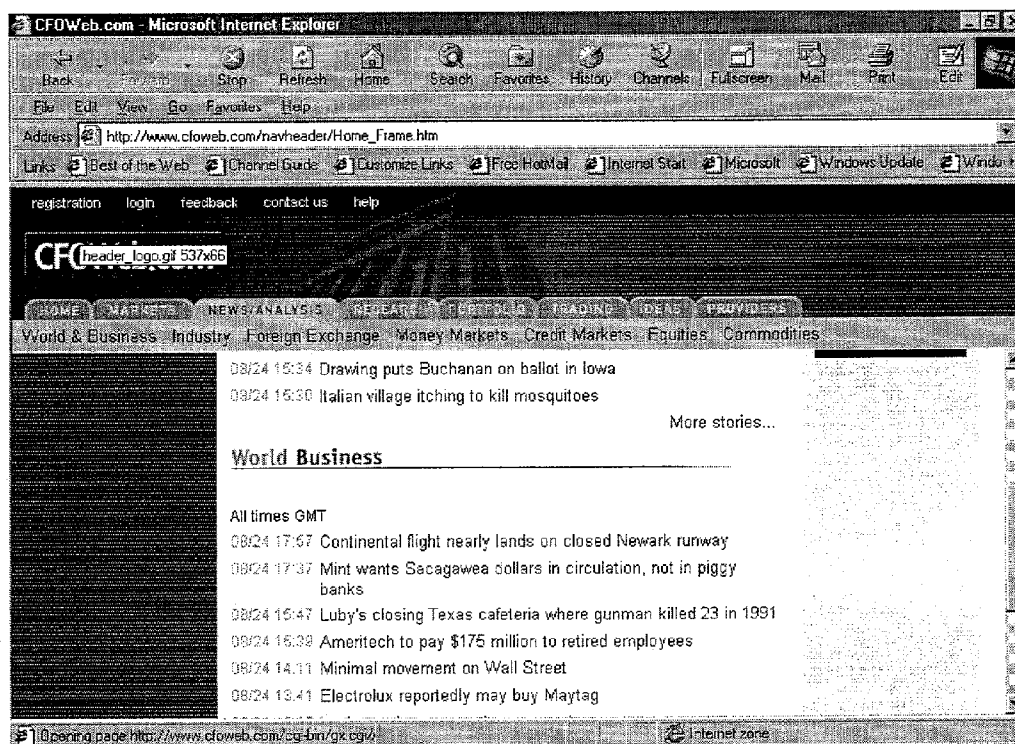 CFOWeb.com - Microsoft Internet Explorer
Back Forward Stop Refresh Home Search Favorites History Channels Fullscreen Mail Print Edit
File Edit View Go Favorites Help
Address http://www.cfoweb.com/navheader/Home_Frame.htm
Links Best of the Web Channel Guide Customize Links Free HotMail Internet Start Microsoft Windows Update Windo
registration login feedback contact us help
header_logo.gif 537x66
HOME MARKETS NEWS/ANALYSIS PORTFOLIO TRADING IDEAS PROVIDERS
World & Business Industry Foreign Exchange Money Markets Credit Markets Equities Commodities
08/24 15:34 Drawing puts Buchanan on ballot in Iowa
08/24 15:30 Italian village itching to kill mosquitoes
More stories...
World Business
All times GMT
08/24 17:57 Continental flight nearly lands on closed Newark runway
08/24 17:37 Mint wants Sacagawea dollars in circulation, not in piggy
banks
08/24 15:47 Luby's closing Texas cafeteria where gunman killed 23 in 1991
08/24 15:39 Ameritech to pay $175 million to retired employees
08/24 14:11 Minimal movement on Wall Street
08/24 13:41 Electrolux reportedly may buy Maytag
Opening page http://www.cfoweb.com/cg-bin/gx.cgi/ Internet zone